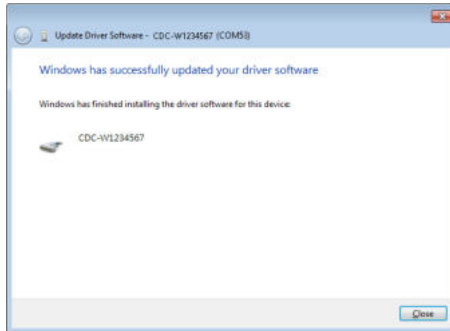 Update Driver Software - CDC-W1234567 (COM53)
Windows has successfully updated your driver software
Windows has finished installing the driver software for this device:
CDC-W1234567
Close